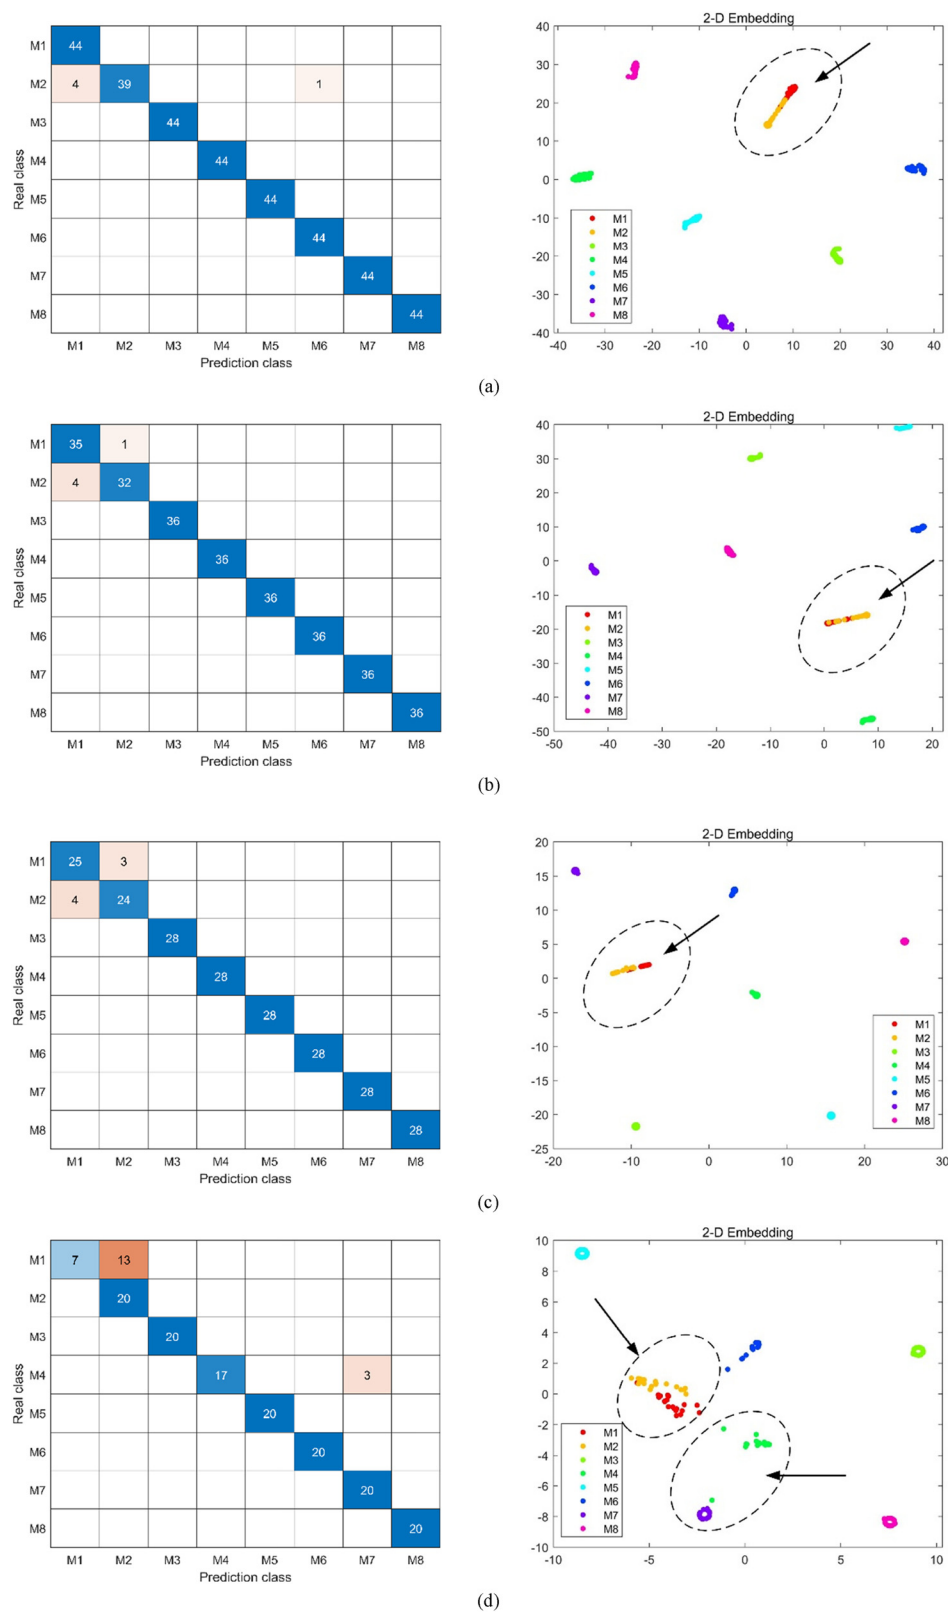 2-D Embedding
M1 44
M2 4 39 1
M3 44
M4 44
M5 44
M6 44
M7 44
M8 44
M1 M2 M3 M4 M5 M6 M7 M8
Prediction class
Real class
40
30
20
10
0
-10
-20
-30
-40
M1
M2
M3
M4
M5
M6
M7
M8
-40 -30 -20 -10 0 10 20 30 40
(a)
2-D Embedding
M1 35 1
M2 4 32
M3 36
M4 36
M5 36
M6 36
M7 36
M8 36
M1 M2 M3 M4 M5 M6 M7 M8
Prediction class
Real class
40
30
20
10
0
-10
-20
-30
-40
-50
M1
M2
M3
M4
M5
M6
M7
M8
-50 -40 -30 -20 -10 0 10 20
(b)
2-D Embedding
M1 25 3
M2 4 24
M3 28
M4 28
M5 28
M6 28
M7 28
M8 28
M1 M2 M3 M4 M5 M6 M7 M8
Prediction class
Real class
20
15
10
5
0
-5
-10
-15
-20
-25
M1
M2
M3
M4
M5
M6
M7
M8
-20 -10 0 10 20 30
(c)
2-D Embedding
M1 7 13
M2 20
M3 20
M4 17 3
M5 20
M6 20
M7 20
M8 20
M1 M2 M3 M4 M5 M6 M7 M8
Prediction class
Real class
10
8
6
4
2
0
-2
-4
-6
-8
-10
M1
M2
M3
M4
M5
M6
M7
M8
-10 -5 0 5 10
(d)